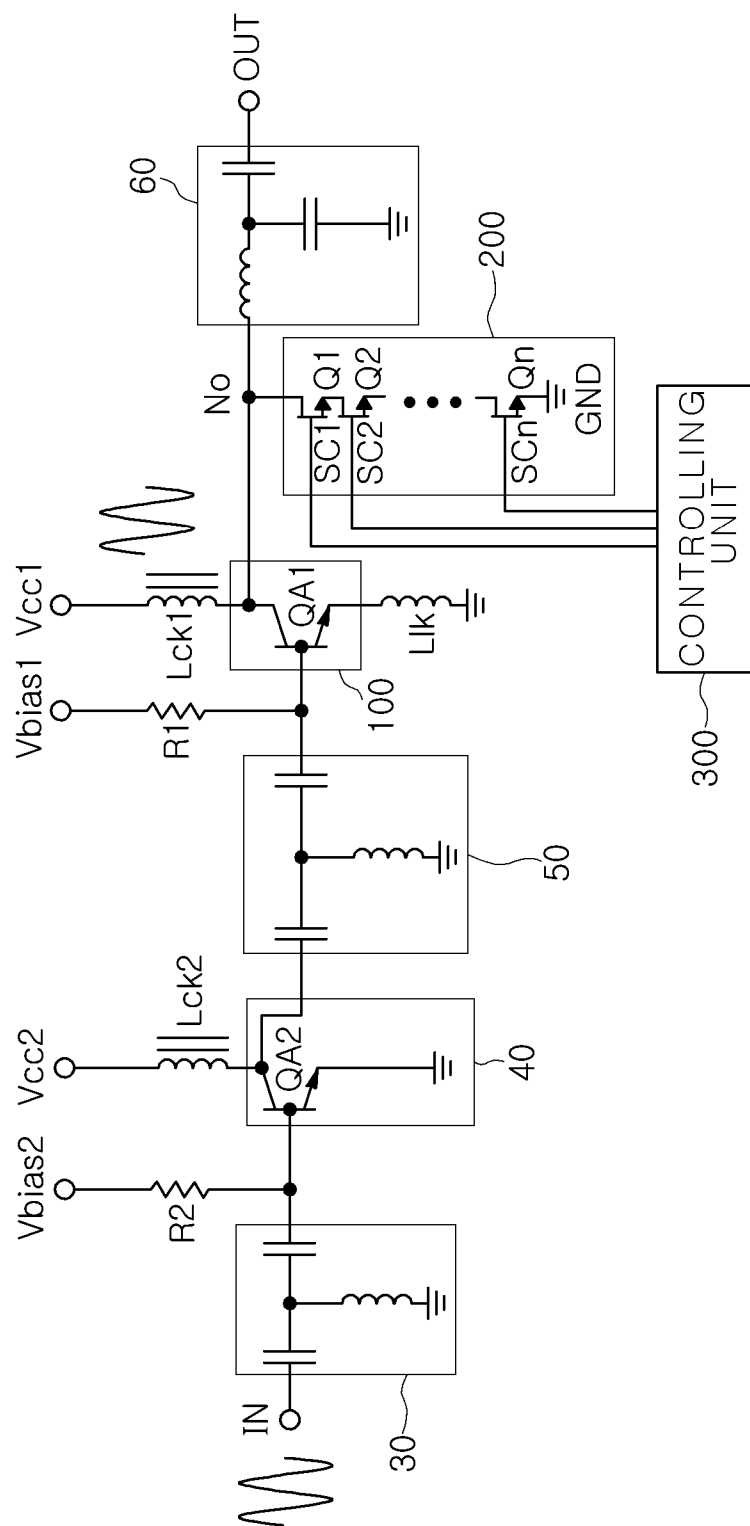 Vbias2
Vcc2
Vbias1
Vcc1
R2
Lck2
R1
Lck1
No
60
IN
QA2
QA1
OUT
30
40
50
100
Llk
SC1
Q1
SC2
Q2
SCn
Qn
GND
200
CONTROLLING
UNIT
300